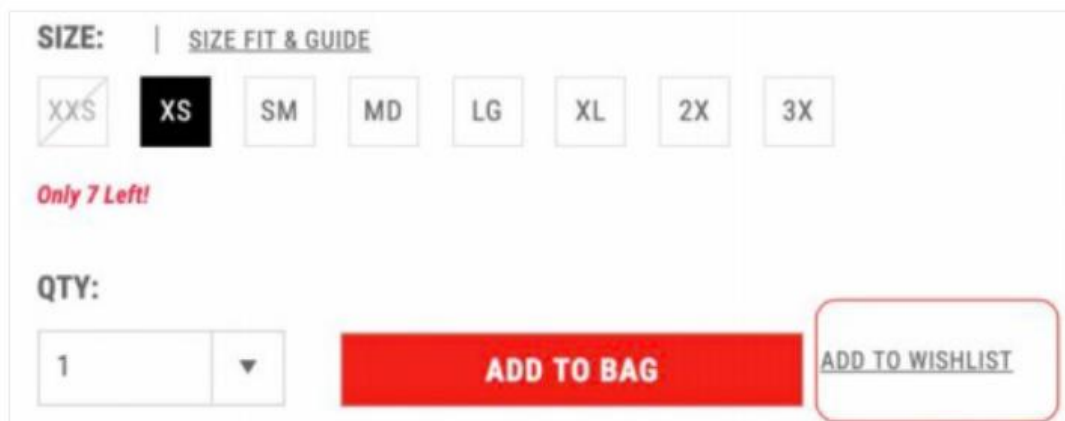 SIZE: | SIZE FIT & GUIDE
XXS XS SM MD LG XL 2X 3X
Only 7 Left!
QTY:
1 ADD TO BAG ADD TO WISHLIST